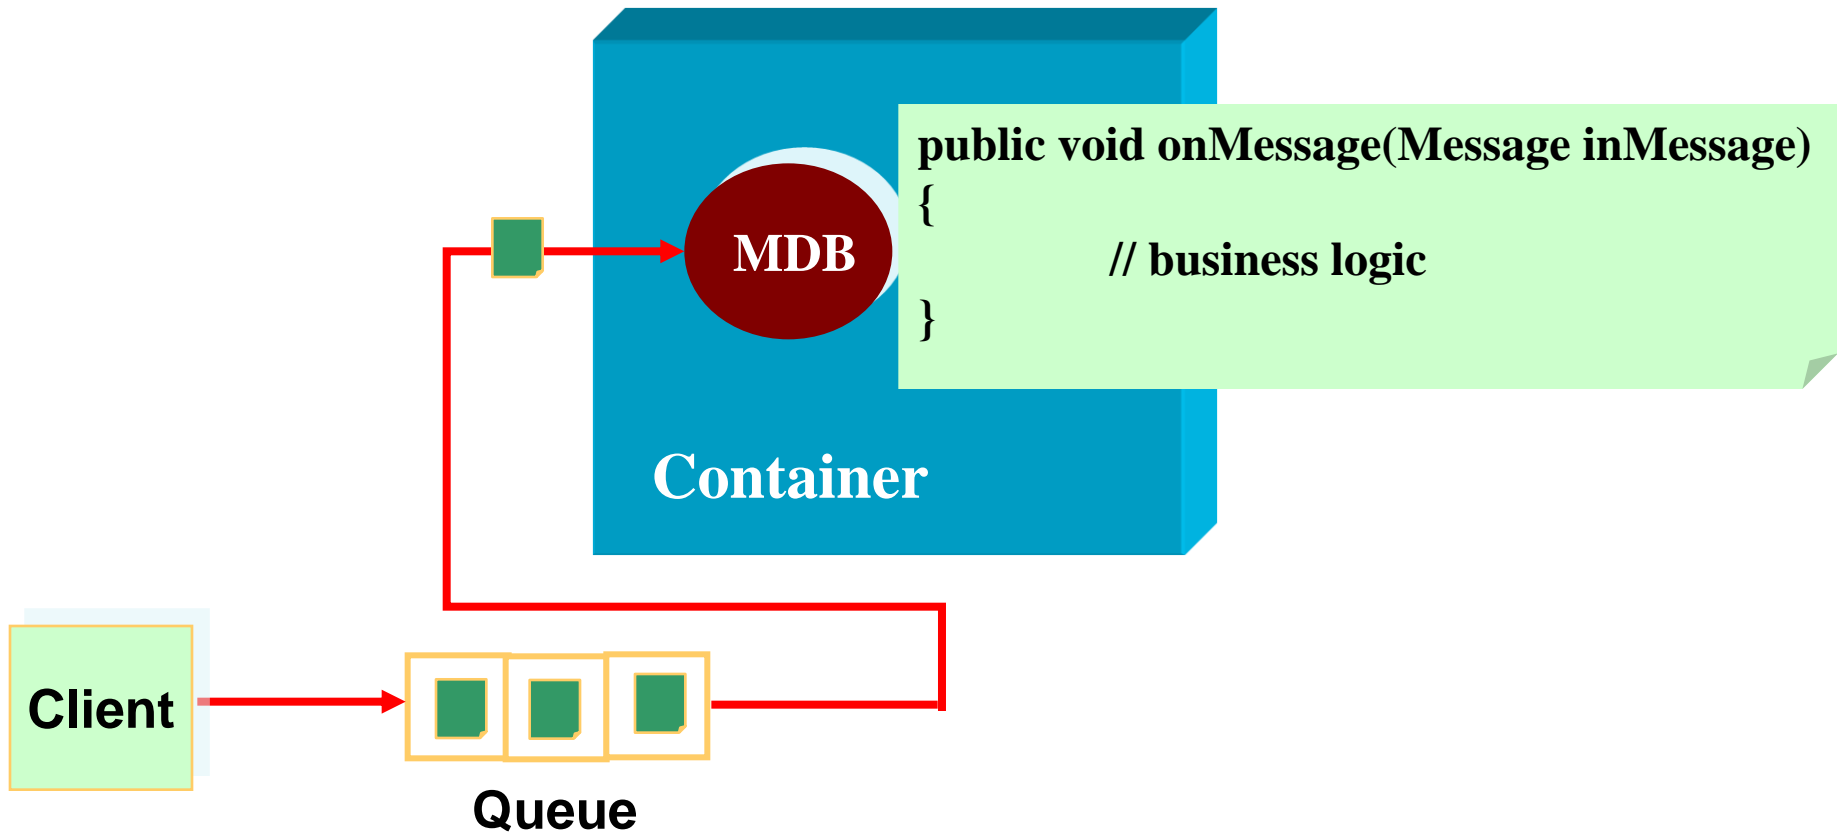 public void onMessage(Message inMessage)
{
// business logic
}
MDB
Container
Client
Queue